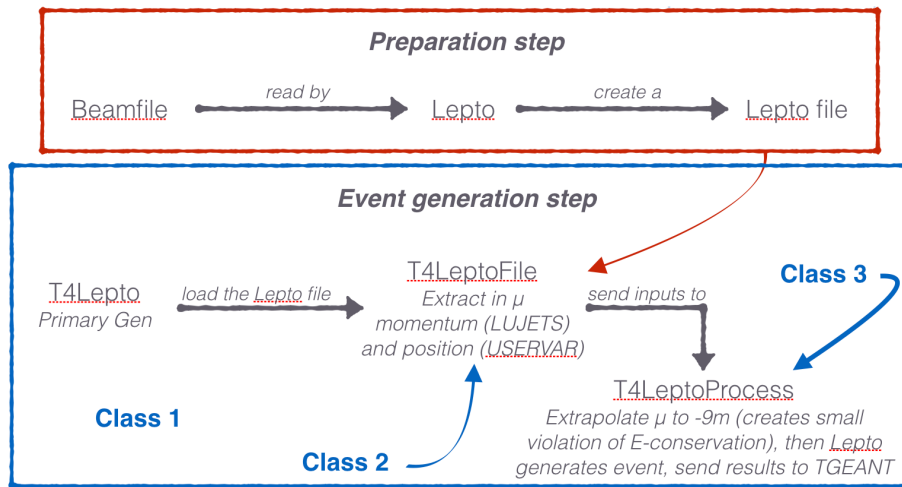 Preparation step
Beamfile
read by
Lepto
create a
Lepto file
Event generation step
T4Lepto
Primary Gen
load the Lepto file
T4LeptoFile
Extract in μ
momentum (LUJETS)
and position (USERVAR)
send inputs to
Class 3
T4LeptoProcess
Extrapolate μ to -9m (creates small
violation of E-conservation), then Lepto
generates event, send results to TGEANT
Class 1
Class 2